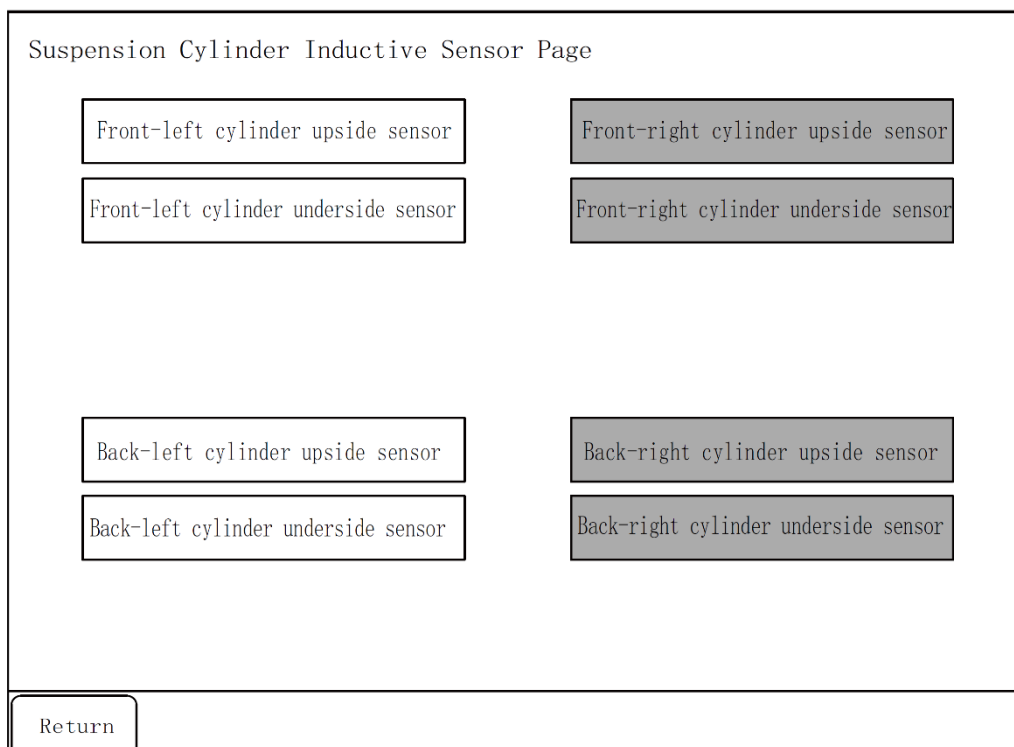 Suspension Cylinder Inductive Sensor Page
Front-left cylinder upside sensor
Front-right cylinder upside sensor
Front-left cylinder underside sensor
Front-right cylinder underside sensor
Back-left cylinder upside sensor
Back-right cylinder upside sensor
Back-left cylinder underside sensor
Back-right cylinder underside sensor
Return